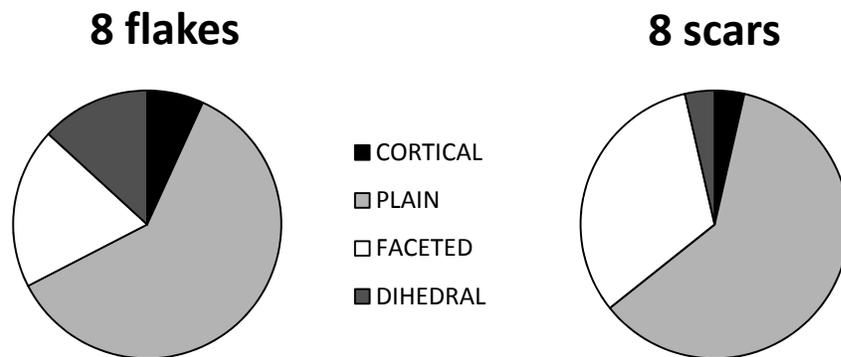 8 flakes
8 scars
CORTICAL
PLAIN
FACETED
DIHEDRAL